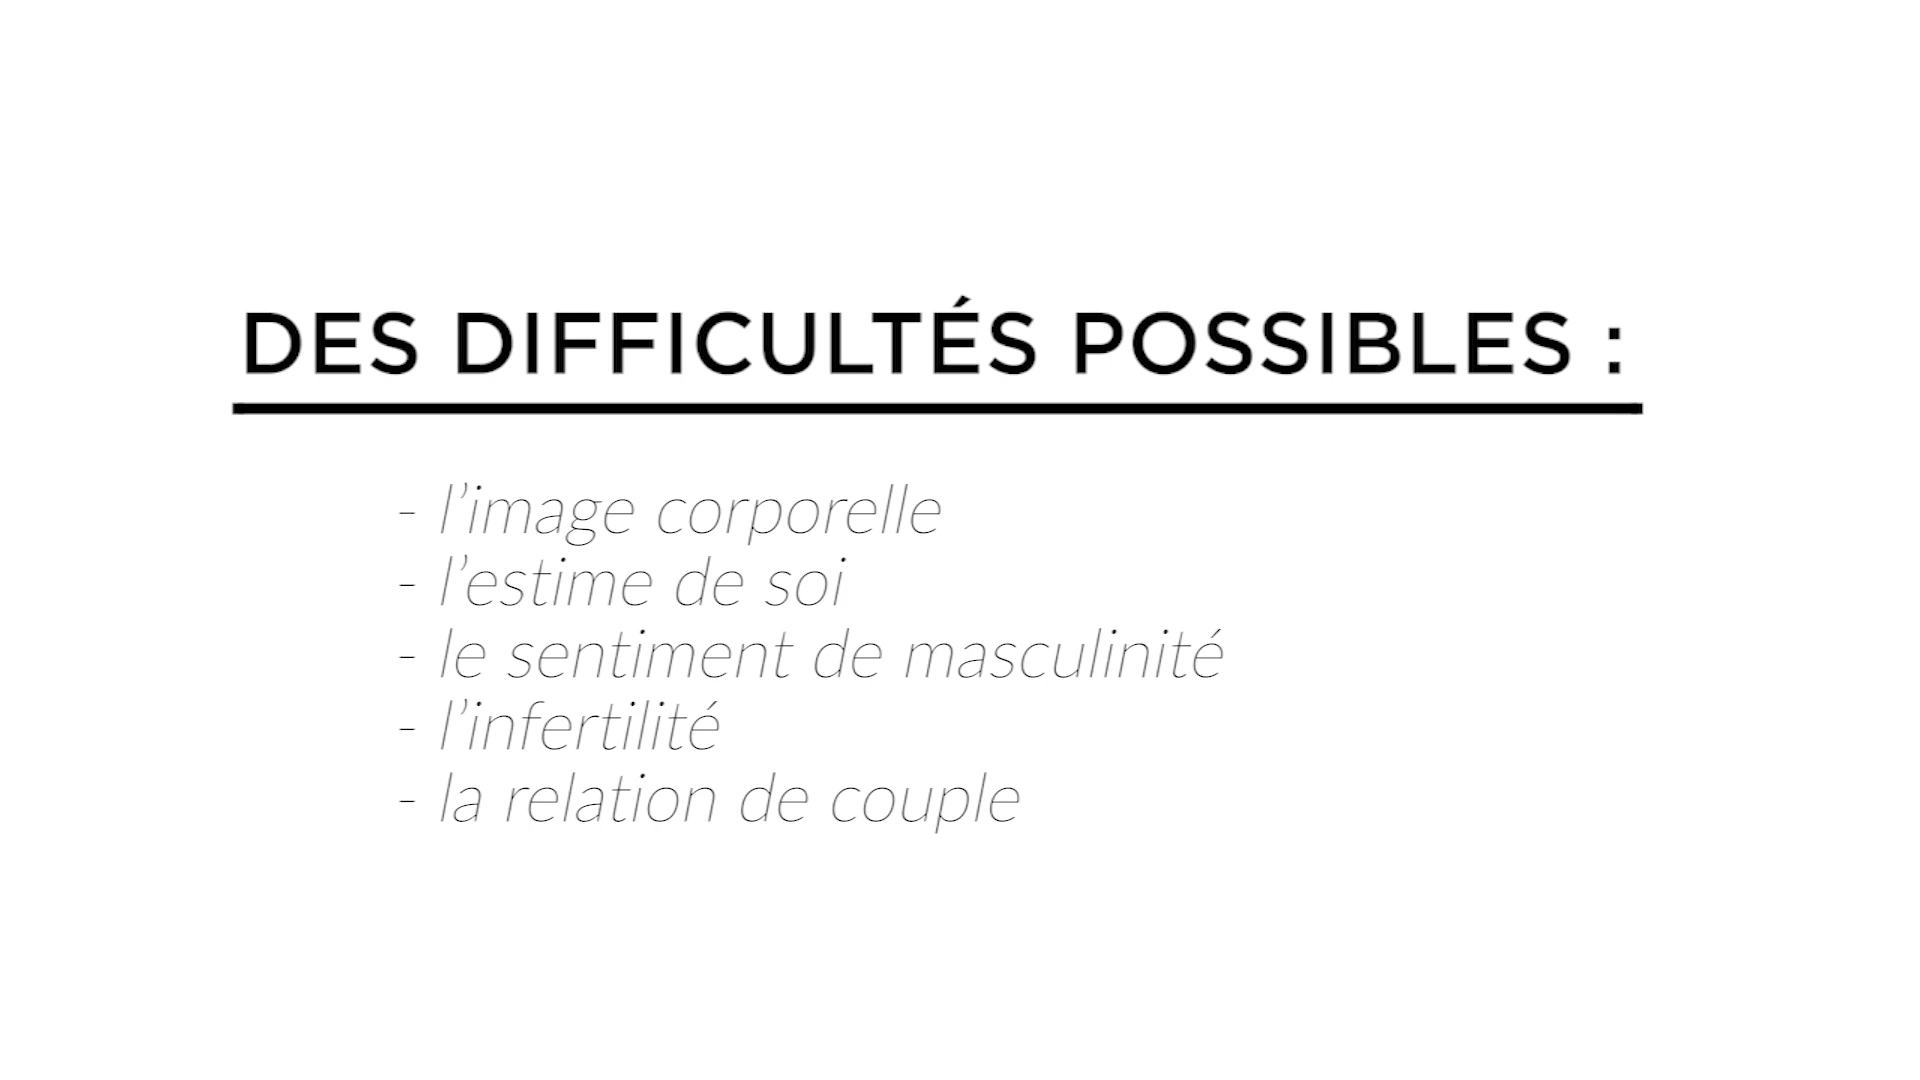 DES DIFFICULTÉS POSSIBLES :
- l’image corporelle
- l’estime de soi
- le sentiment de masculinité
- l’infertilité
- la relation de couple